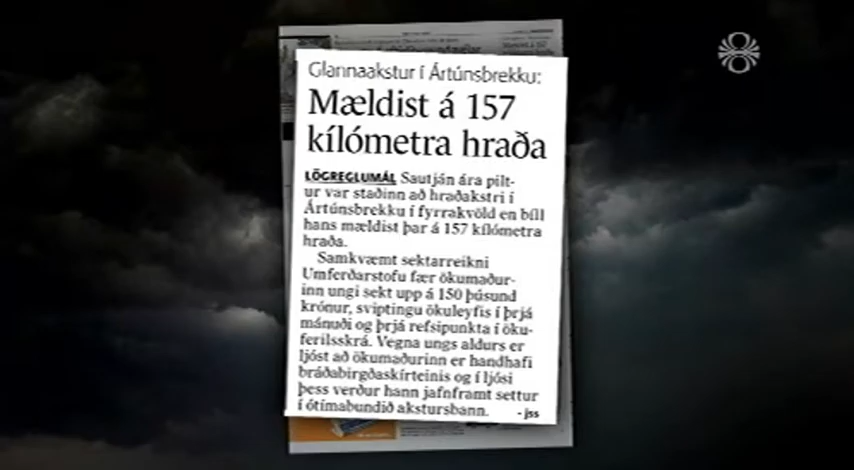 Glannaakstur í Ártúnsbrekku:
Mældist á 157
kílómetra hraða
LÖGREGLUMÁL Sautján ára pilt-
ur var staðinn að hraðakstri í
Ártúnsbrekku í fyrrakvöld en bíll
hans mældist þar á 157 kílómetra
hraða.
Samkvæmt sektarreikni
Umferðarstofu fær ökumaður-
inn ungi sekt upp á 150 þúsund
krónur, sviptingu ökuleyfis í þrjá
mánuði og þrjá refsipunkta í öku-
ferilsskrá. Vegna ungs aldurs er
ljóst að ökumaðurinn er handhafi
bráðabirgðaskírteinis og í ljósi
þess verður hann jafnframt settur
í ótímabundið akstursbann. - jss